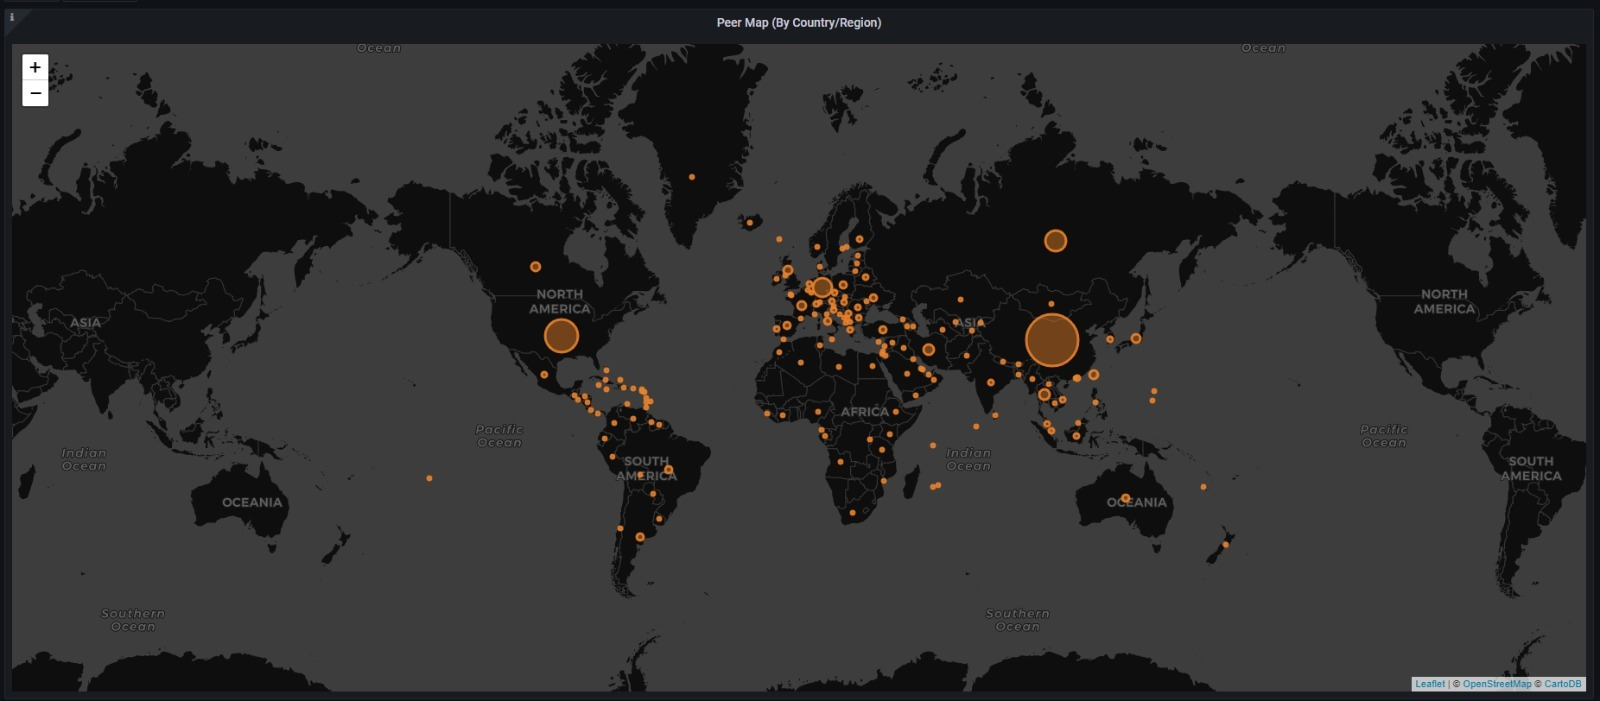 i
Peer Map (By Country/Region)
+
−
Ocean
Ocean
NORTH
AMERICA
NORTH
AMERICA
ASIA
ASIA
AFRICA
Pacific
Ocean
Pacific
Ocean
Indian
Ocean
Indian
Ocean
SOUTH
AMERICA
SOUTH
AMERICA
OCEANIA
OCEANIA
Southern
Ocean
Southern
Ocean
Leaflet | © OpenStreetMap © CartoDB